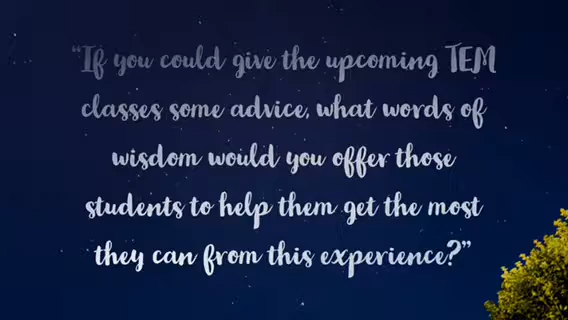 “If you could give the upcoming TEM
classes some advice, what words of
wisdom would you offer those
students to help them get the most
they can from this experience?”